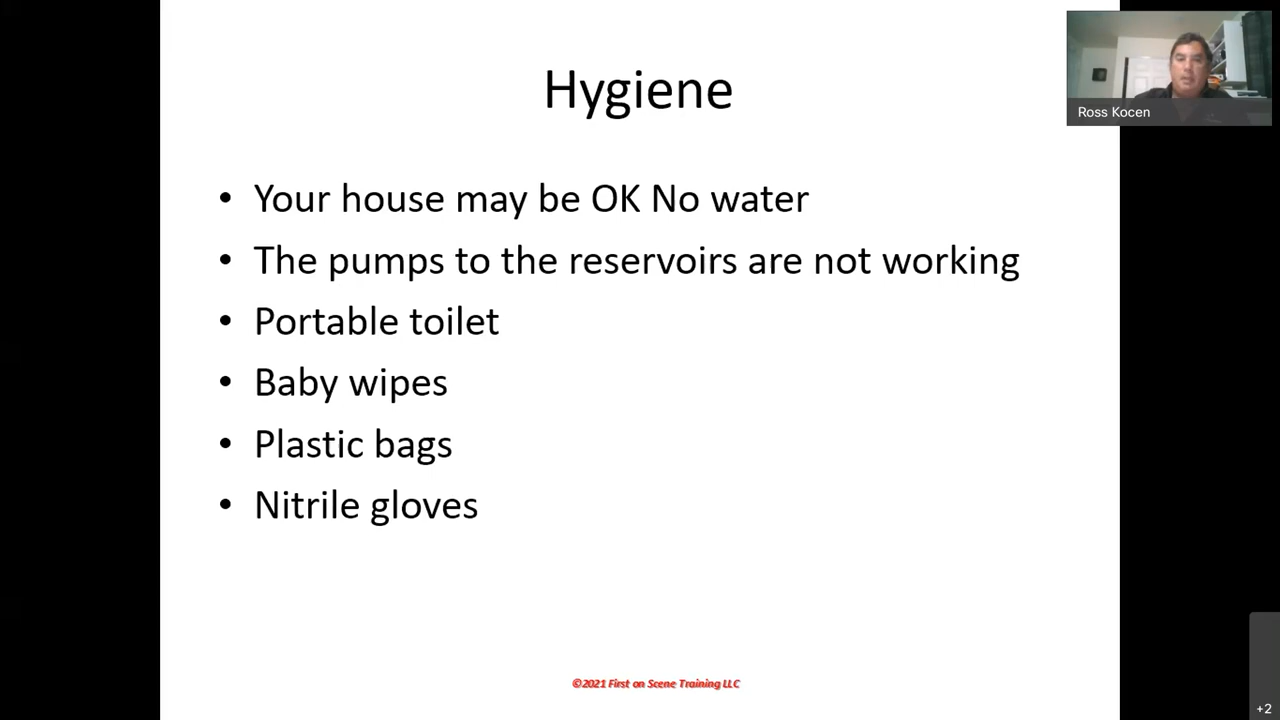 Hygiene
Ross Kocen
• Your house may be OK No water
• The pumps to the reservoirs are not working
• Portable toilet
• Baby wipes
• Plastic bags
• Nitrile gloves
©2021 First on Scene Training LLC
+2